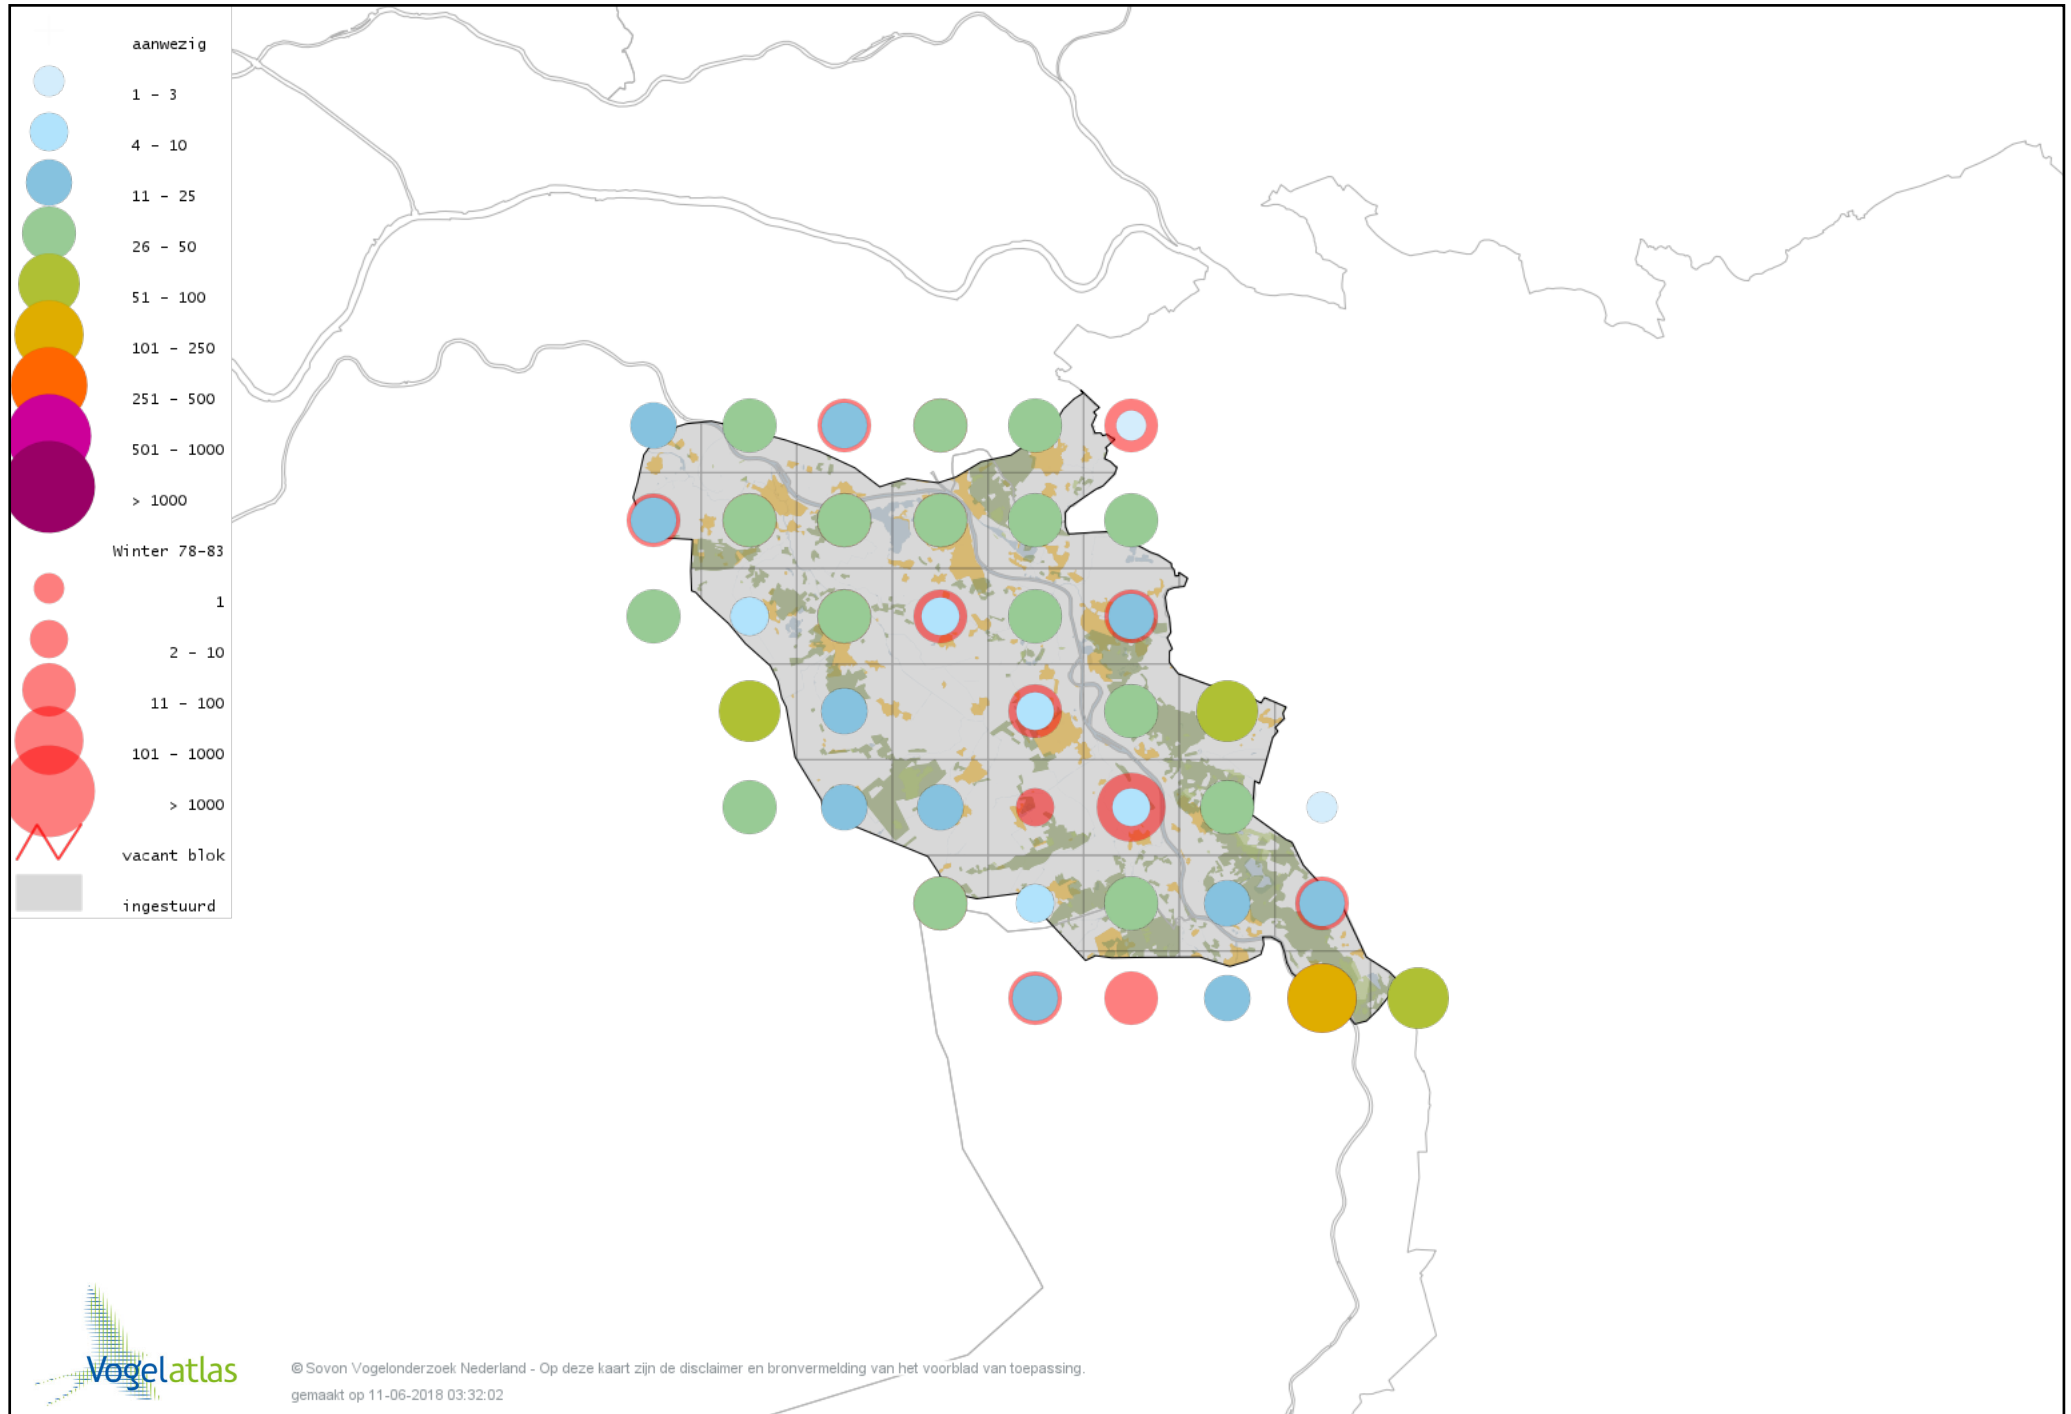 aanwezig
1 - 3
4 - 10
11 - 25
26 - 50
51 - 100
101 - 250
251 - 500
501 - 1000
> 1000
Winter 78-83
1
2 - 10
11 - 100
101 - 1000
> 1000
vacant blok
ingestuurd
Vogelatlas
© Sovon Vogelonderzoek Nederland - Op deze kaart zijn de disclaimer en bronvermelding van het voorblad van toepassing.
gemaakt op 11-06-2018 03:32:02